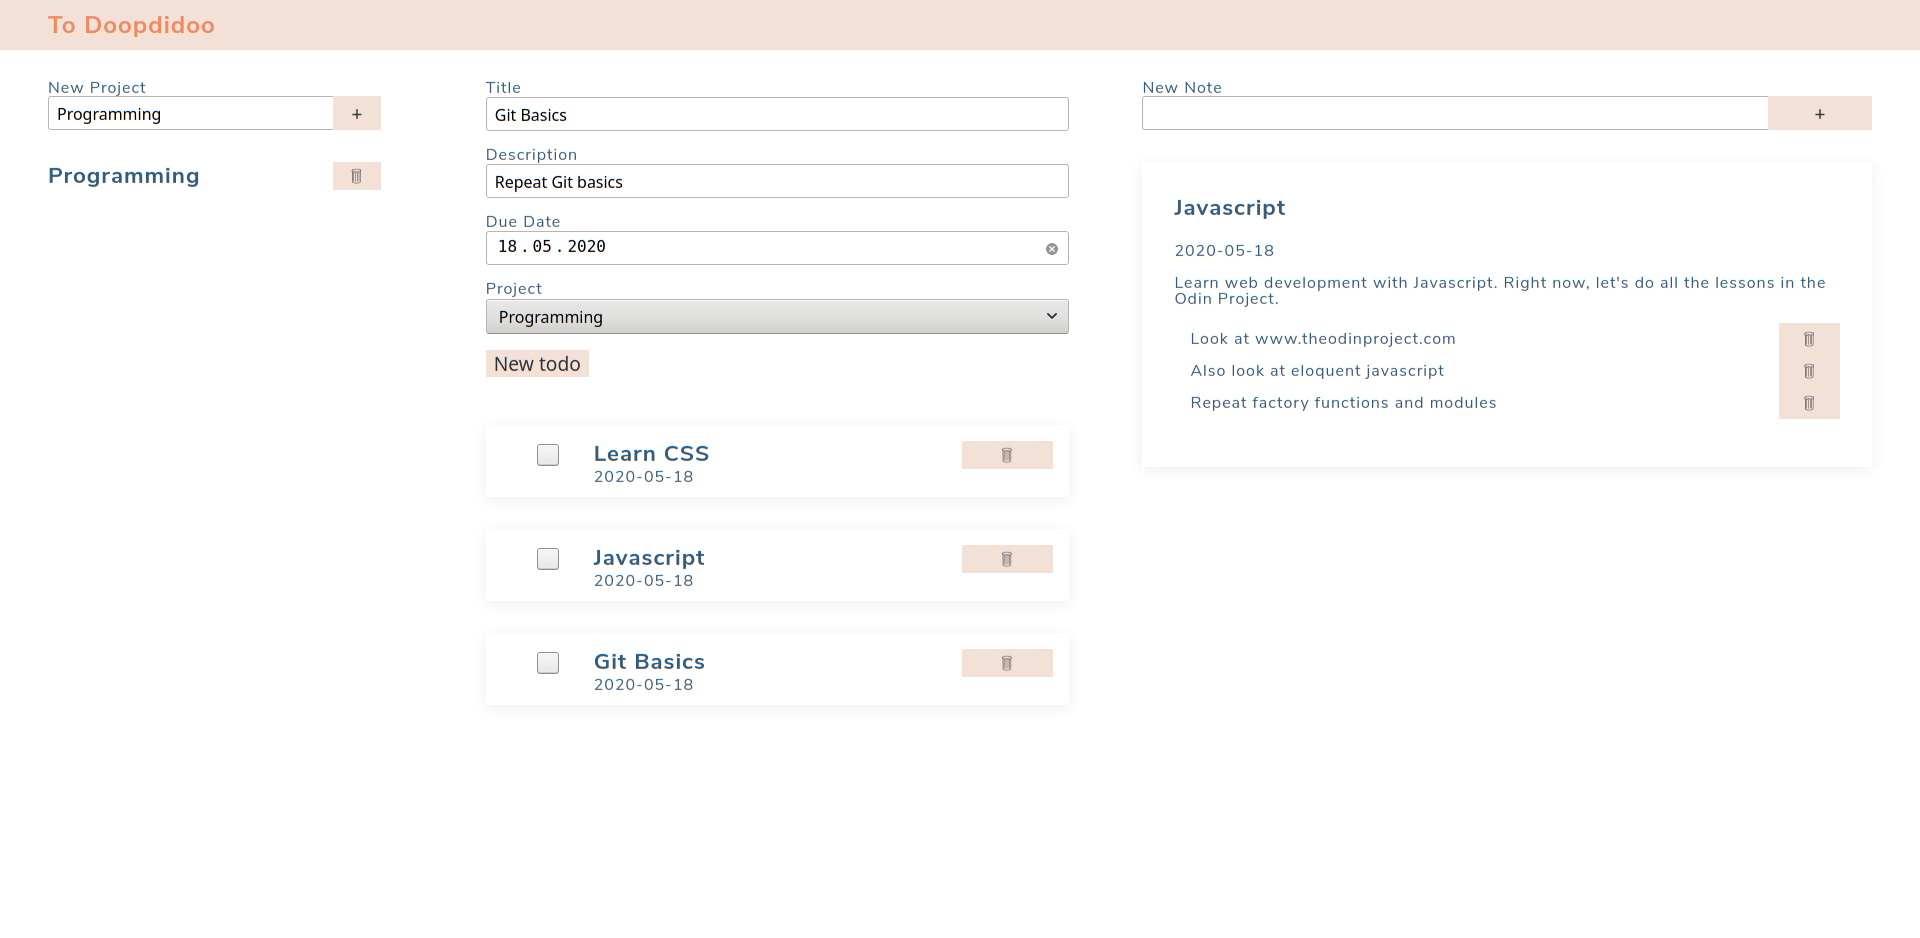 To Doopdidoo
New Project
Programming
+
Programming
Title
Git Basics
Description
Repeat Git basics
Due Date
18.05.2020
Project
Programming
New todo
Learn CSS
2020-05-18
Javascript
2020-05-18
Git Basics
2020-05-18
New Note
+
Javascript
2020-05-18
Learn web development with Javascript. Right now, let's do all the lessons in the
Odin Project.
Look at www.theodinproject.com
Also look at eloquent javascript
Repeat factory functions and modules